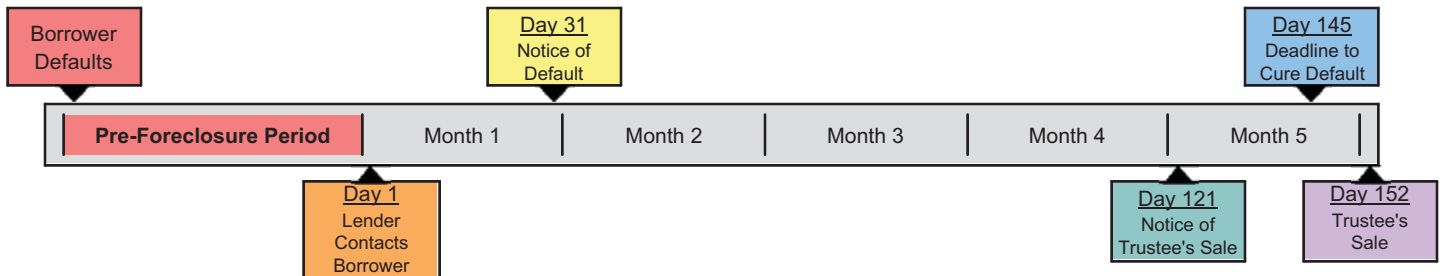 Borrower
Defaults
Day 31
Notice of
Default
Day 145
Deadline to
Cure Default
Pre-Foreclosure Period
Month 1
Month 2
Month 3
Month 4
Month 5
Day 1
Lender
Contacts
Borrower
Day 121
Notice of
Trustee's Sale
Day 152
Trustee's
Sale